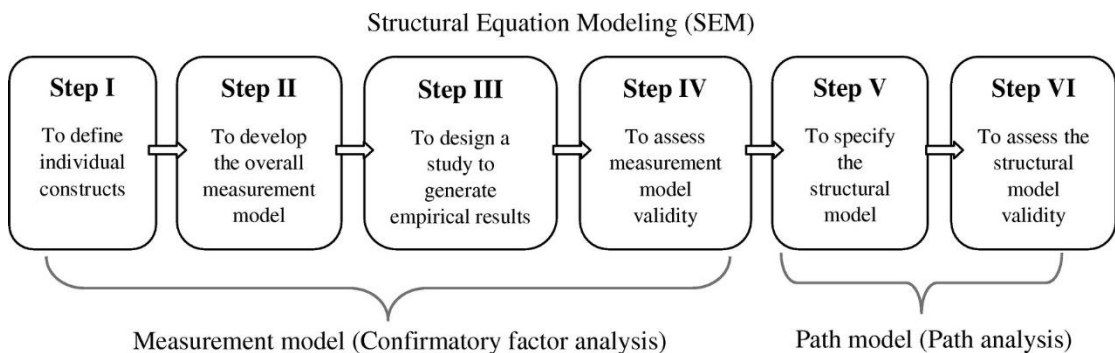 Structural Equation Modeling (SEM)
Step I
To define
individual
constructs
Step II
To develop
the overall
measurement
model
Step III
To design a
study to
generate
empirical results
Step IV
To assess
measurement
model
validity
Step V
To specify
the
structural
model
Step VI
To assess the
structural
model
validity
Measurement model (Confirmatory factor analysis)
Path model (Path analysis)